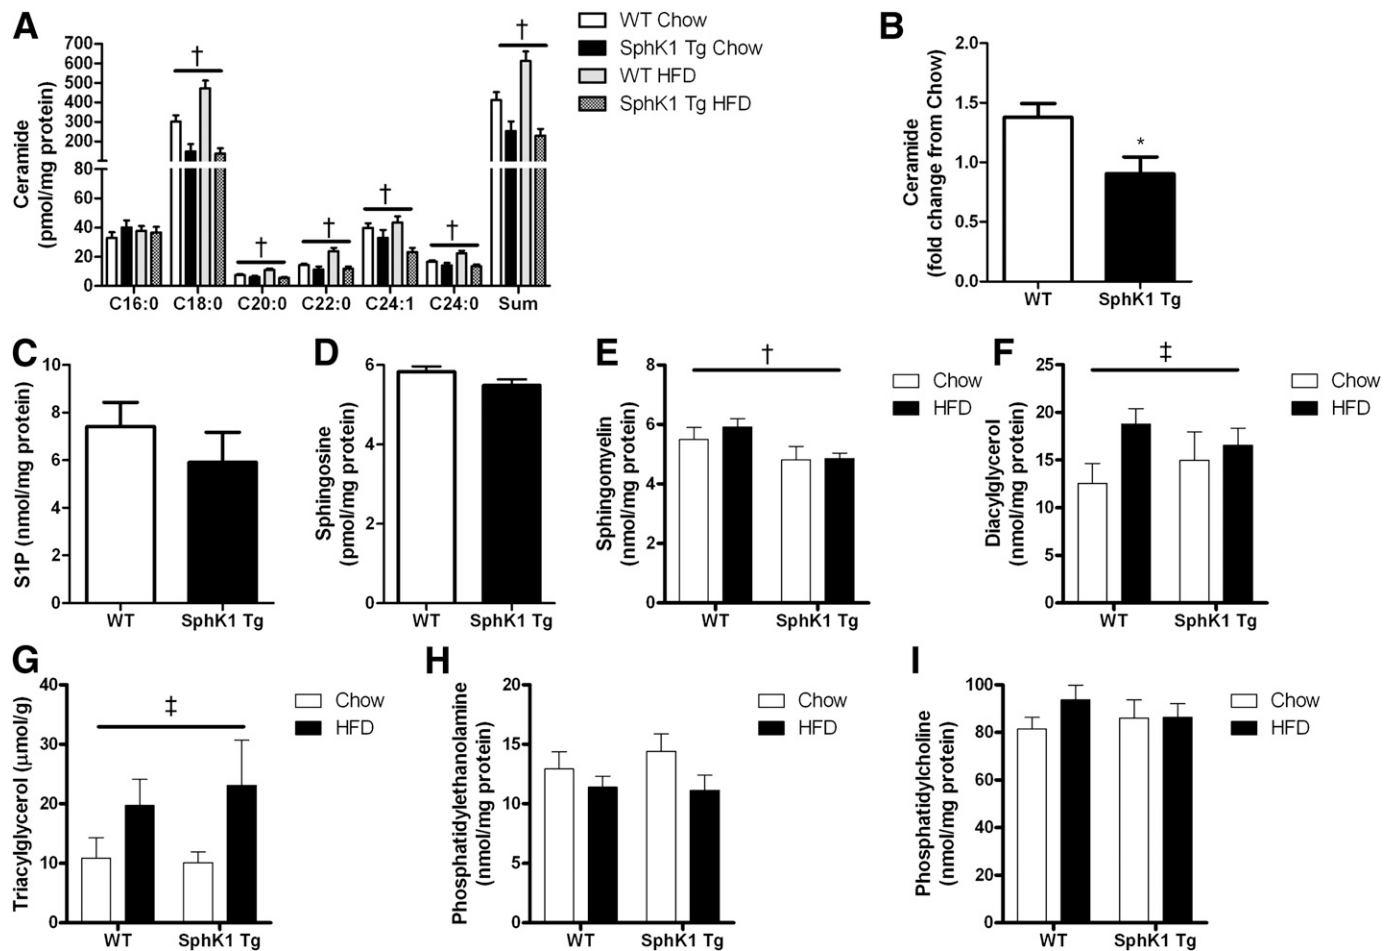 A
Ceramide
(pmol/mg protein)
700
600
500
400
300
200
80
60
40
20
0
†
†
†
†
†
†
C16:0 C18:0 C20:0 C22:0 C24:1 C24:0 Sum
WT Chow
SphK1 Tg Chow
WT HFD
SphK1 Tg HFD
B
Ceramide
(fold change from Chow)
2.0
1.5
1.0
0.5
0.0
*
WT SphK1 Tg
C
S1P (nmol/mg protein)
10
8
6
4
2
0
WT SphK1 Tg
D
Sphingosine
(pmol/mg protein)
6
4
2
0
WT SphK1 Tg
E
Sphingomyelin
(nmol/mg protein)
8
6
4
2
0
†
WT SphK1 Tg
Chow
HFD
F
Diacylglycerol
(nmol/mg protein)
25
20
15
10
5
0
‡
WT SphK1 Tg
Chow
HFD
G
Triacylglycerol (µmol/g)
40
30
20
10
0
‡
WT SphK1 Tg
Chow
HFD
H
Phosphatidylethanolamine
(nmol/mg protein)
20
15
10
5
0
WT SphK1 Tg
Chow
HFD
I
Phosphatidylcholine
(nmol/mg protein)
100
80
60
40
20
0
WT SphK1 Tg
Chow
HFD